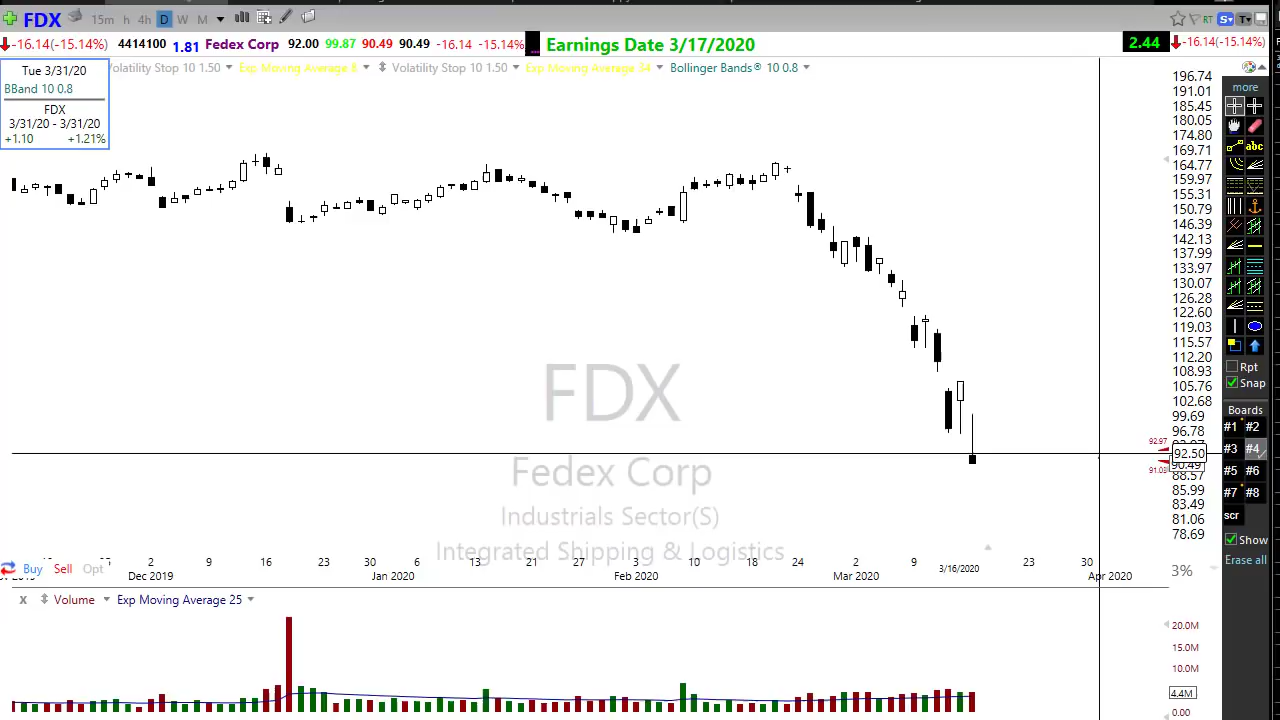 FDX 15m h 4h D W M RT S T
-16.14(-15.14%) 4414100 1.81 Fedex Corp 92.00 99.87 90.49 90.49 -16.14 -15.14% Earnings Date 3/17/2020 2.44 -16.14(-15.14%)
Tue 3/31/20
BBand 10 0.8
FDX
3/31/20 - 3/31/20
+1.10 +1.21%
olatility Stop 10 1.50 Exp Moving Average 8 Volatility Stop 10 1.50 Exp Moving Average 34 Bollinger Bands® 10 0.8
196.74
191.01
185.45
180.05
174.80
169.71
164.77
159.97
155.31
150.79
146.39
142.13
137.99
133.97
130.07
126.28
122.60
119.03
115.57
112.20
108.93
105.76
102.68
99.69
96.78
92.97
92.50
90.49
91.03
88.57
85.99
83.49
81.06
78.69
more
abc
Rpt
Snap
Boards
#1 #2
#3 #4
#5 #6
#7 #8
scr
Show
Erase all
FDX
Fedex Corp
Industrials Sector(S)
Integrated Shipping & Logistics
2 9 16 23 30 6 13 21 27 3 10 18 24 2 9 3/16/2020 23 30
Dec 2019 Jan 2020 Feb 2020 Mar 2020 Apr 2020
Buy Sell Opt
3%
X Volume Exp Moving Average 25
20.0M
15.0M
10.0M
4.4M
0.00